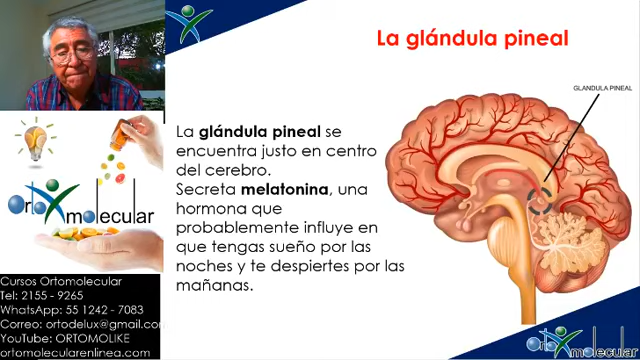 La glándula pineal
GLANDULA PINEAL
La glándula pineal se
encuentra justo en centro
del cerebro.
Secreta melatonina, una
hormona que
probablemente influye en
que tengas sueño por las
noches y te despiertes por las
mañanas.
Orto molecular
Cursos Ortomolecular
Tel: 2155 - 9265
WhatsApp: 55 1242 - 7083
Correo: ortodelux@gmail.com
YouTube: ORTOMOLIKE
ortomolecularenlinea.com
Orto molecular